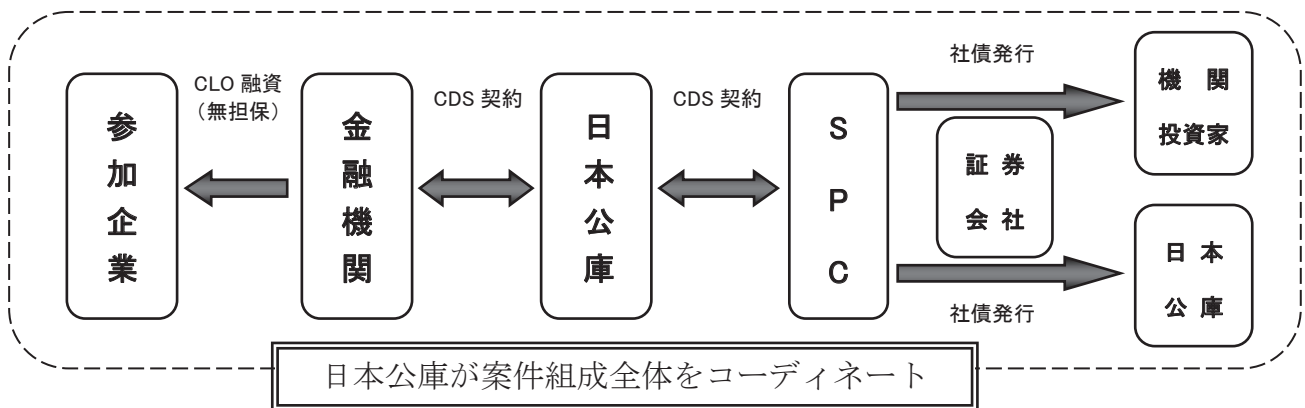 参加企業
CLO 融資
（無担保）
金融機関
CDS 契約
日本公庫
CDS 契約
SPC
社債発行
証券
会社
社債発行
機関
投資家
日本
公庫
日本公庫が案件組成全体をコーディネート